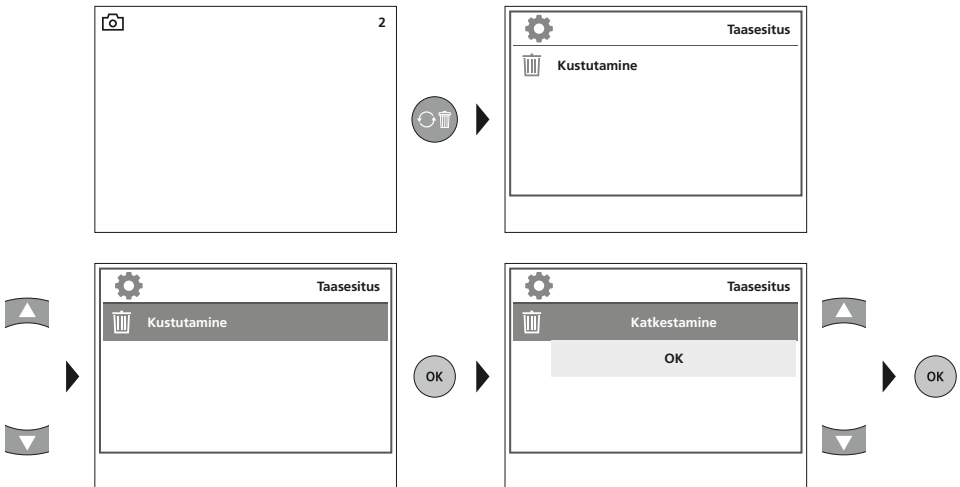 2
Taasesitus
Kustutamine
Taasesitus
Kustutamine
OK
Taasesitus
Katkestamine
OK
OK